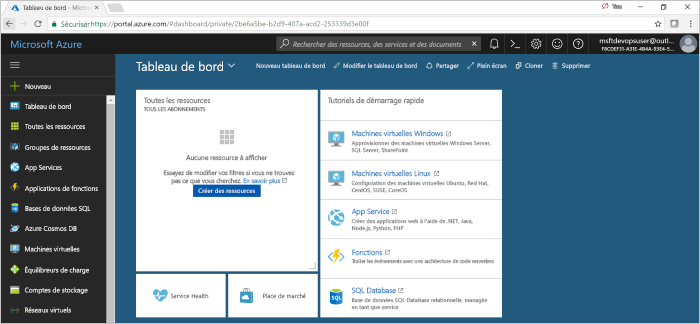 Tableau de bord - Micros
Sécuriser https://portal.azure.com/#dashboard/private/2be6a5be-b2d9-407a-acd2-253339d3e00f
Microsoft Azure
Rechercher des ressources, des services et des documents
msftdevopsuser@outl...
Tableau de bord
Nouveau tableau de bord
Modifier le tableau de bord
Partager
Plein écran
Cloner
Supprimer
Nouveau
Tableau de bord
Toutes les ressources
Groupes de ressources
App Services
Applications de fonctions
Bases de données SQL
Azure Cosmos DB
Machines virtuelles
Équilibreurs de charge
Comptes de stockage
Réseaux virtuels
Toutes les ressources
TOUS LES ABONNEMENTS
Aucune ressource à afficher
Essayez de modifier vos filtres si vous ne trouvez
pas ce que vous cherchez. En savoir plus
Créer des ressources
Service Health
Place de marché
Tutoriels de démarrage rapide
Machines virtuelles Windows
Approvisionner des machines virtuelles Windows Server,
SQL Server, SharePoint
Machines virtuelles Linux
Configuration des machines virtuelles Ubuntu, Red Hat,
CentOS, SUSE, CoreOS
App Service
Créer des applications web à l'aide de .NET, Java,
Node.js, Python, PHP
Fonctions
Traiter les événements avec une architecture de code serverless
SQL Database
Base de données SQL Database relationnelle, managée
en tant que service